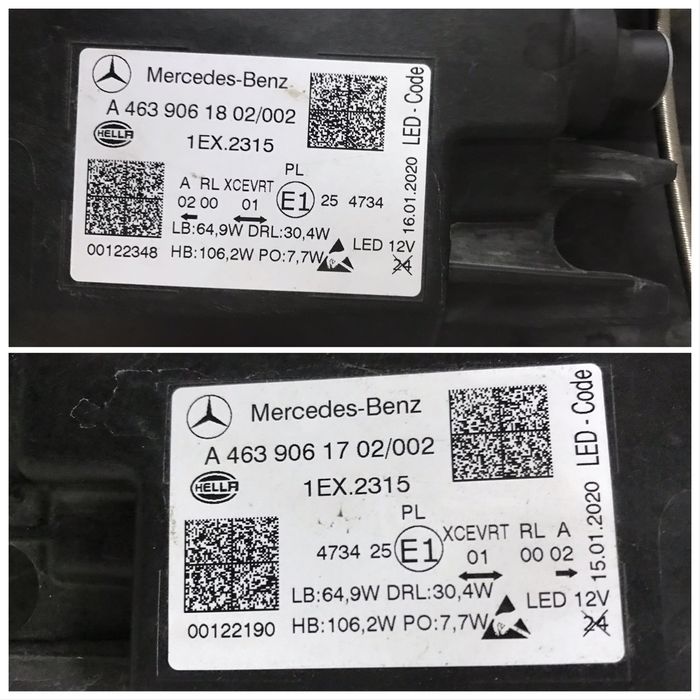 Mercedes-Benz
A 463 906 18 02/002
HELLA
1EX.2315
PL
A RL XCEVRT
02 00 01 E1 25 4734
LB:64,9W DRL:30,4W
00122348 HB:106,2W PO:7,7W
LED 12V
24
16.01.2020 LED - Code
Mercedes-Benz
A 463 906 17 02/002
HELLA
1EX.2315
PL
XCEVRT RL A
4734 25 E1 01 00 02
LB:64,9W DRL:30,4W
00122190 HB:106,2W PO:7,7W
LED 12V
24
15.01.2020 LED - Code